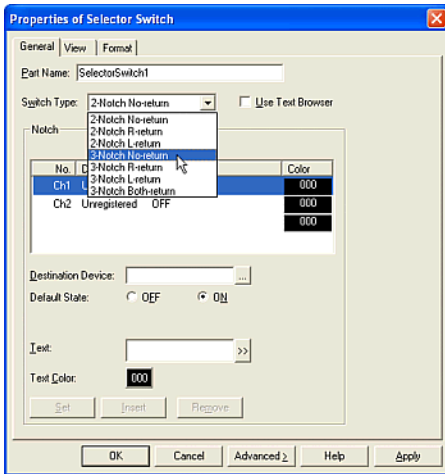 Properties of Selector Switch
General View Format
Part Name: SelectorSwitch1
Switch Type: 2-Notch No-return Use Text Browser
2-Notch No-return
2-Notch R-return
2-Notch L-return
3-Notch No-return
3-Notch R-return
3-Notch L-return
3-Notch Both-return
Notch
No. Color
Ch1 000
Ch2 Unregistered OFF 000
000
Destination Device: ...
Default State: OFF ON
Text: >>
Text Color: 000
Set Insert Remove
OK Cancel Advanced > Help Apply